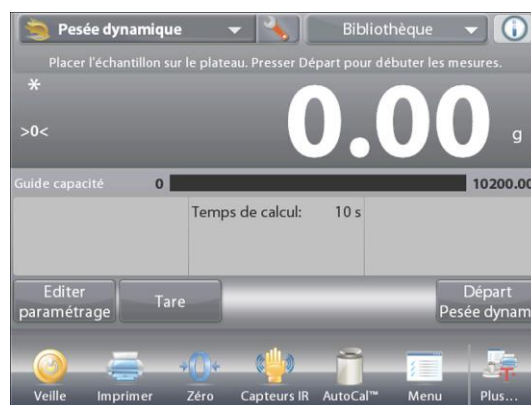 Pesée dynamique
Bibliothèque
Placer l'échantillon sur le plateau. Presser Départ pour débuter les mesures.
*
>0<
0.00 g
Guide capacité 0 10200.00
Temps de calcul: 10 s
Editer
paramétrage
Tare
Départ
Pesée dynam
Veille Imprimer Zéro Capteurs IR AutoCal™ Menu Plus...